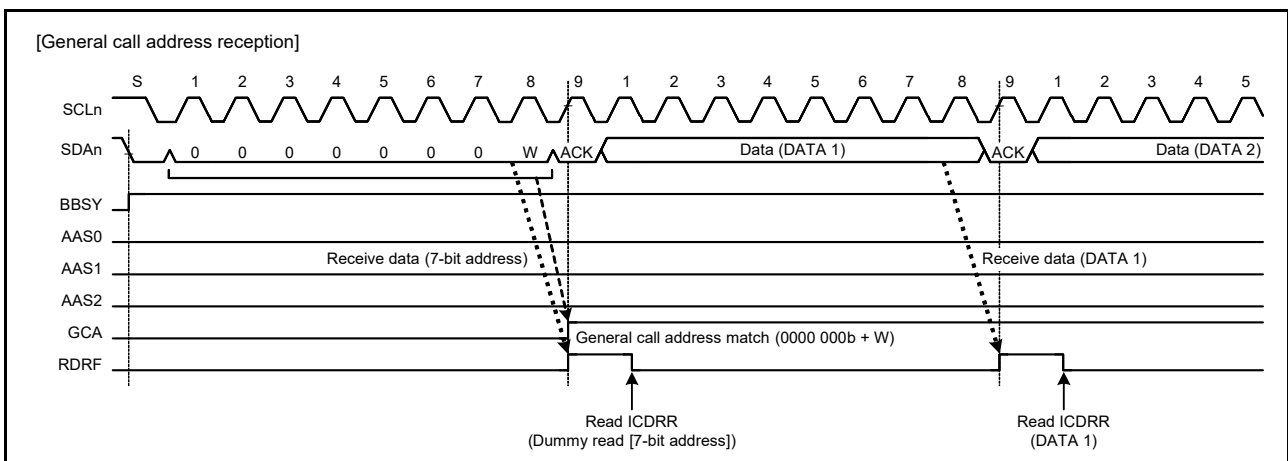 [General call address reception]
S 1 2 3 4 5 6 7 8 9 1 2 3 4 5 6 7 8 9 1 2 3 4 5
SCLn
SDAn 0 0 0 0 0 0 0 W ACK Data (DATA 1) ACK Data (DATA 2)
BBSY
AAS0
Receive data (7-bit address) Receive data (DATA 1)
AAS1
AAS2
GCA
General call address match (0000 000b + W)
RDRF
Read ICDRR Read ICDRR
(Dummy read [7-bit address]) (DATA 1)